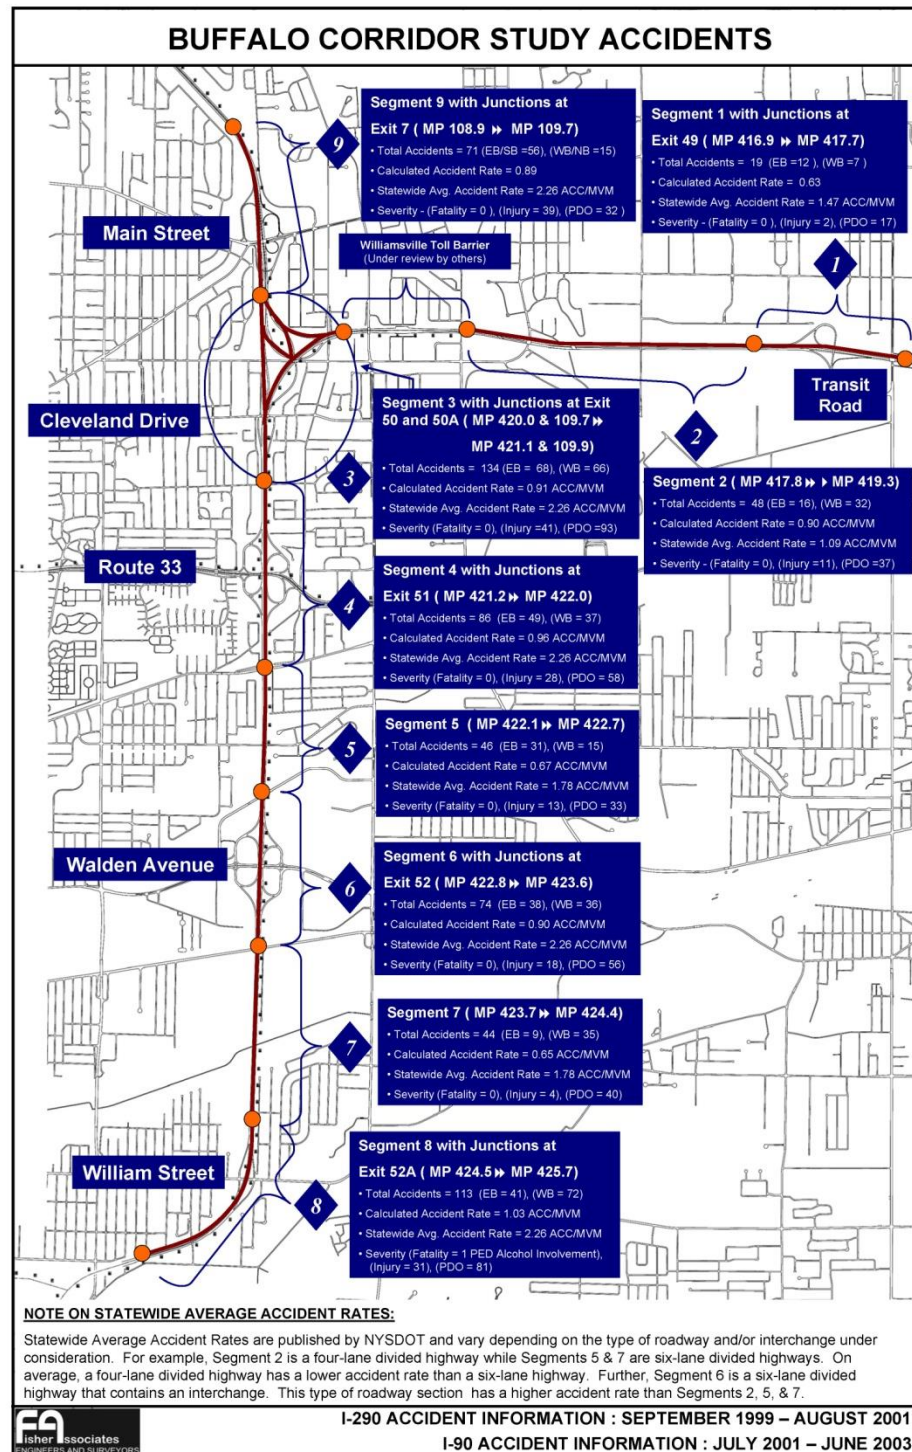 BUFFALO CORRIDOR STUDY ACCIDENTS
Segment 9 with Junctions at
Exit 7 ( MP 108.9 ▸▸ MP 109.7)
• Total Accidents = 71 (EB/SB =56), (WB/NB =15)
• Calculated Accident Rate = 0.89
• Statewide Avg. Accident Rate = 2.26 ACC/MVM
• Severity - (Fatality = 0 ), (Injury = 39), (PDO = 32 )
Segment 1 with Junctions at
Exit 49 ( MP 416.9 ▸▸ MP 417.7)
• Total Accidents = 19 (EB =12 ), (WB =7 )
• Calculated Accident Rate = 0.63
• Statewide Avg. Accident Rate = 1.47 ACC/MVM
• Severity - (Fatality = 0 ), (Injury = 2), (PDO = 17)
9
Main Street
Williamsville Toll Barrier
(Under review by others)
1
Transit
Road
Cleveland Drive
Segment 3 with Junctions at Exit
50 and 50A ( MP 420.0 & 109.7▸▸
MP 421.1 & 109.9)
• Total Accidents = 134 (EB = 68), (WB = 66)
• Calculated Accident Rate = 0.91 ACC/MVM
• Statewide Avg. Accident Rate = 2.26 ACC/MVM
• Severity (Fatality = 0), (Injury =41), (PDO =93)
3
2
Segment 2 ( MP 417.8▸▸ ▸ MP 419.3)
• Total Accidents = 48 (EB = 16), (WB = 32)
• Calculated Accident Rate = 0.90 ACC/MVM
• Statewide Avg. Accident Rate = 1.09 ACC/MVM
• Severity - (Fatality = 0), (Injury =11), (PDO =37)
Route 33
4
Segment 4 with Junctions at
Exit 51 ( MP 421.2▸▸ MP 422.0)
• Total Accidents = 86 (EB = 49), (WB = 37)
• Calculated Accident Rate = 0.96 ACC/MVM
• Statewide Avg. Accident Rate = 2.26 ACC/MVM
• Severity (Fatality = 0), (Injury = 28), (PDO = 58)
5
Segment 5 ( MP 422.1▸▸ MP 422.7)
• Total Accidents = 46 (EB = 31), (WB = 15)
• Calculated Accident Rate = 0.67 ACC/MVM
• Statewide Avg. Accident Rate = 1.78 ACC/MVM
• Severity (Fatality = 0), (Injury = 13), (PDO = 33)
Walden Avenue
6
Segment 6 with Junctions at
Exit 52 ( MP 422.8▸▸ MP 423.6)
• Total Accidents = 74 (EB = 38), (WB = 36)
• Calculated Accident Rate = 0.90 ACC/MVM
• Statewide Avg. Accident Rate = 2.26 ACC/MVM
• Severity (Fatality = 0), (Injury = 18), (PDO = 56)
7
Segment 7 ( MP 423.7▸▸ MP 424.4)
• Total Accidents = 44 (EB = 9), (WB = 35)
• Calculated Accident Rate = 0.65 ACC/MVM
• Statewide Avg. Accident Rate = 1.78 ACC/MVM
• Severity (Fatality = 0), (Injury = 4), (PDO = 40)
William Street
8
Segment 8 with Junctions at
Exit 52A ( MP 424.5▸▸ MP 425.7)
• Total Accidents = 113 (EB = 41), (WB = 72)
• Calculated Accident Rate = 1.03 ACC/MVM
• Statewide Avg. Accident Rate = 2.26 ACC/MVM
• Severity (Fatality = 1 PED Alcohol Involvement),
(Injury = 31), (PDO = 81)
NOTE ON STATEWIDE AVERAGE ACCIDENT RATES:
Statewide Average Accident Rates are published by NYSDOT and vary depending on the type of roadway and/or interchange under
consideration. For example, Segment 2 is a four-lane divided highway while Segments 5 & 7 are six-lane divided highways. On
average, a four-lane divided highway has a lower accident rate than a six-lane highway. Further, Segment 6 is a six-lane divided
highway that contains an interchange. This type of roadway section has a higher accident rate than Segments 2, 5, & 7.
Fisher Associates
ENGINEERS AND SURVEYORS
I-290 ACCIDENT INFORMATION : SEPTEMBER 1999 – AUGUST 2001
I-90 ACCIDENT INFORMATION : JULY 2001 – JUNE 2003